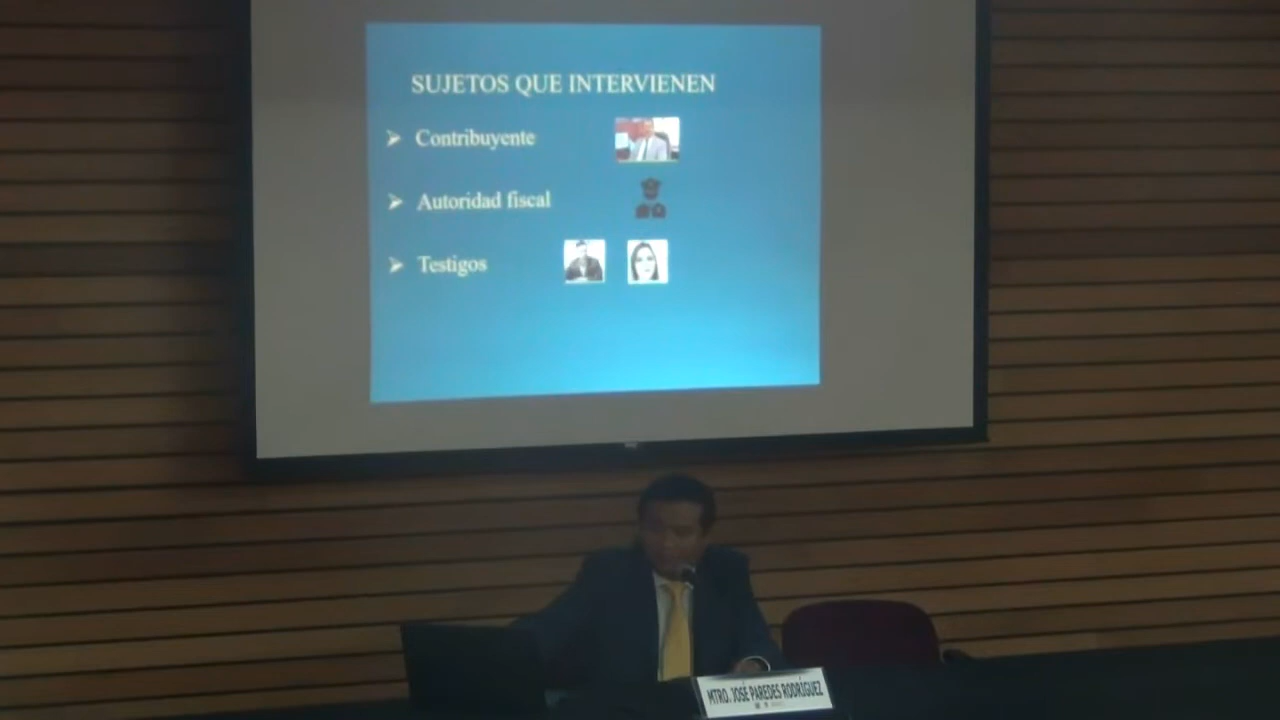 SUJETOS QUE INTERVIENEN
➢ Contribuyente
➢ Autoridad fiscal
➢ Testigos
MTRO. JOSÉ PAREDES RODRÍGUEZ